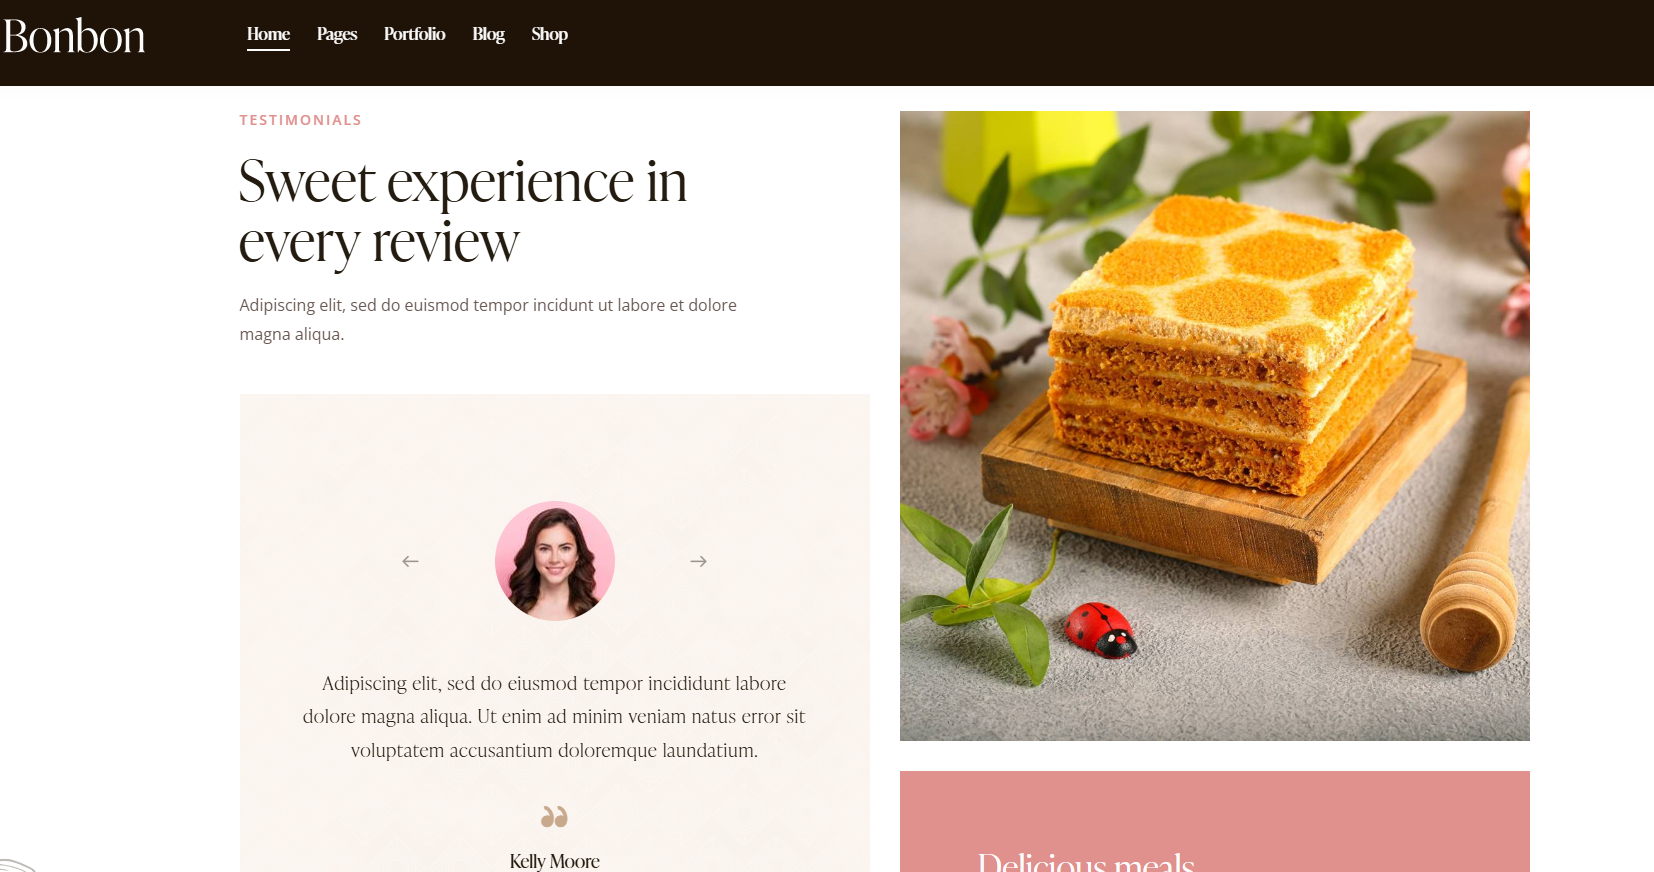 Bonbon
Home Pages Portfolio Blog Shop
TESTIMONIALS
Sweet experience in
every review
Adipiscing elit, sed do euismod tempor incidunt ut labore et dolore
magna aliqua.
Adipiscing elit, sed do eiusmod tempor incididunt labore
dolore magna aliqua. Ut enim ad minim veniam natus error sit
voluptatem accusantium doloremque laundatium.
Kelly Moore
Delicious meals